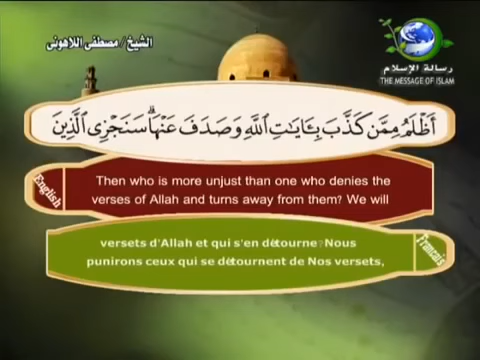 الشيخ / مصطفى اللاهونى
رسالة الإسلام
THE MESSAGE OF ISLAM
أَظْلَمُ مِمَّن كَذَّبَ بِـَٔايَـٰتِ ٱللَّهِ وَصَدَفَ عَنْهَا ۗ سَنَجْزِى ٱلَّذِينَ
English
Then who is more unjust than one who denies the
verses of Allah and turns away from them? We will
versets d'Allah et qui s'en détourne? Nous
punirons ceux qui se détournent de Nos versets,
Francais